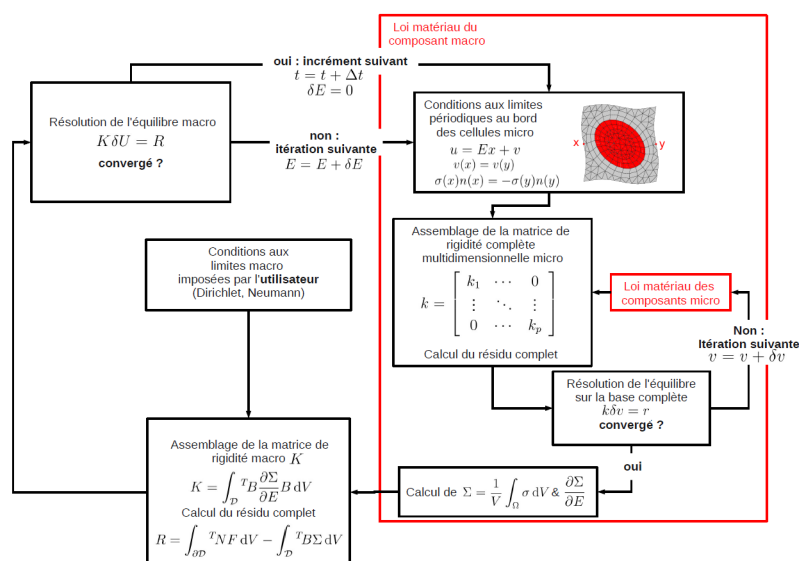 Loi matériau du
composant macro
oui : incrément suivant
t = t + Δt
δE = 0
Résolution de l'équilibre macro
KδU = R
convergé ?
non :
itération suivante
E = E + δE
Conditions aux limites
périodiques au bord
des cellules micro
u = Ex + v
v(x) = v(y)
σ(x)n(x) = −σ(y)n(y)
x
y
Assemblage de la matrice de
rigidité complète
multidimensionnelle micro
k = [ k₁ ⋯ 0
⋮ ⋱ ⋮
0 ⋯ kₚ ]
Calcul du résidu complet
Loi matériau des
composants micro
Non :
Itération suivante
v = v + δv
Conditions aux
limites macro
imposées par l'utilisateur
(Dirichlet, Neumann)
Résolution de l'équilibre
sur la base complète
kδv = r
convergé ?
oui
Calcul de Σ = 1/V ∫_Ω σ dV & ∂Σ/∂E
Assemblage de la matrice de
rigidité macro K
K = ∫_𝒟 ᵀB ∂Σ/∂E B dV
Calcul du résidu complet
R = ∫_∂𝒟 ᵀNF dV − ∫_𝒟 ᵀBΣ dV